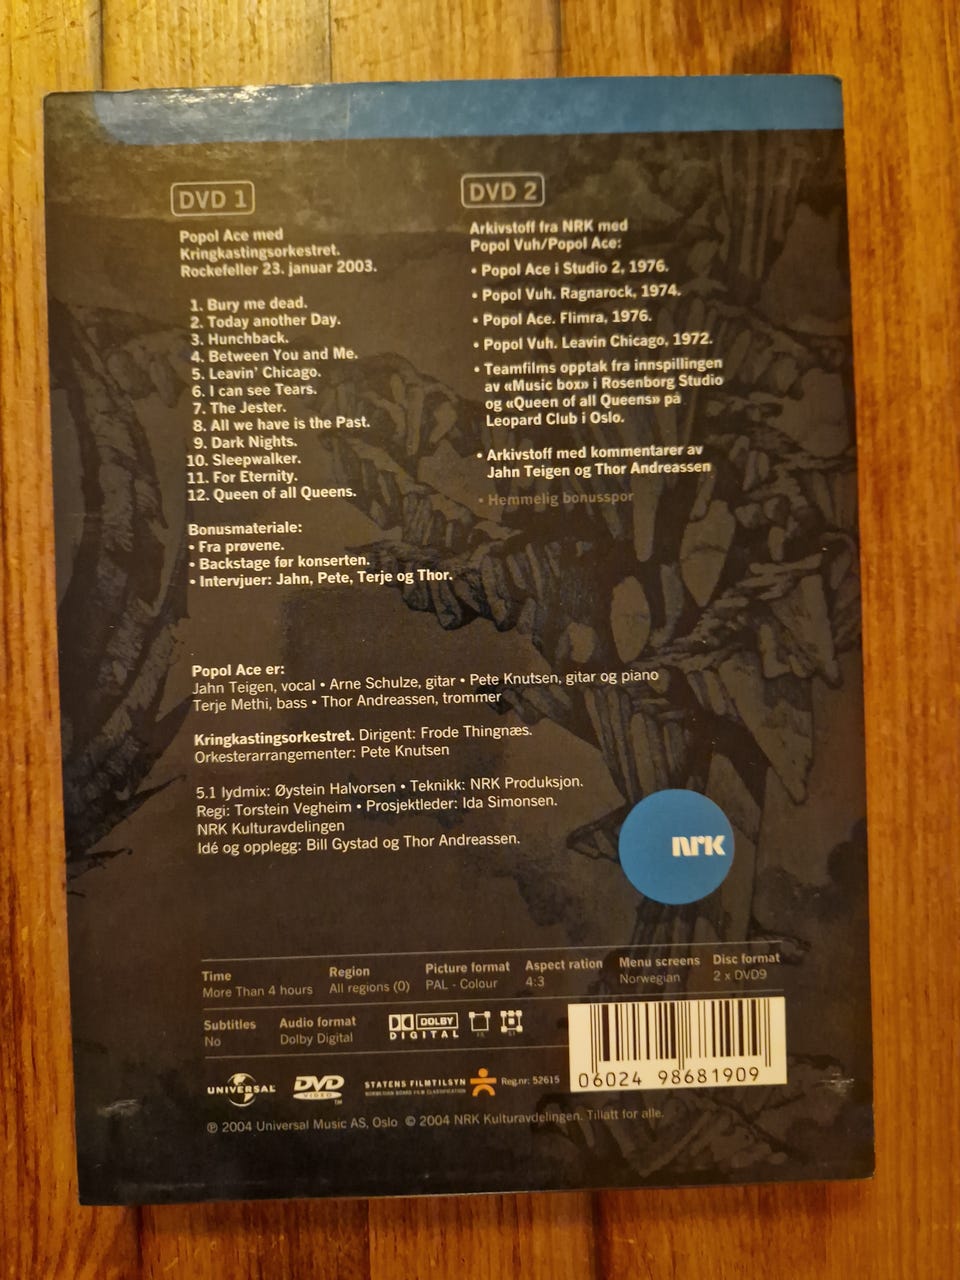 DVD 1
Popol Ace med
Kringkastingsorkestret.
Rockefeller 23. januar 2003.
1. Bury me dead.
2. Today another Day.
3. Hunchback.
4. Between You and Me.
5. Leavin' Chicago.
6. I can see Tears.
7. The Jester.
8. All we have is the Past.
9. Dark Nights.
10. Sleepwalker.
11. For Eternity.
12. Queen of all Queens.
Bonusmateriale:
• Fra prøvene.
• Backstage før konserten.
• Intervjuer: Jahn, Pete, Terje og Thor.
DVD 2
Arkivstoff fra NRK med
Popol Vuh/Popol Ace:
• Popol Ace i Studio 2, 1976.
• Popol Vuh. Ragnarock, 1974.
• Popol Ace. Flimra, 1976.
• Popol Vuh. Leavin Chicago, 1972.
• Teamfilms opptak fra innspillingen
av «Music box» i Rosenborg Studio
og «Queen of all Queens» på
Leopard Club i Oslo.
• Arkivstoff med kommentarer av
Jahn Teigen og Thor Andreassen
• Hemmelig bonusspor
Popol Ace er:
Jahn Teigen, vocal • Arne Schulze, gitar • Pete Knutsen, gitar og piano
Terje Methi, bass • Thor Andreassen, trommer
Kringkastingsorkestret. Dirigent: Frode Thingnæs.
Orkesterarrangementer: Pete Knutsen
5.1 lydmix: Øystein Halvorsen • Teknikk: NRK Produksjon.
Regi: Torstein Vegheim • Prosjektleder: Ida Simonsen.
NRK Kulturavdelingen
Idé og opplegg: Bill Gystad og Thor Andreassen.
nrk
Time
More Than 4 hours
Region
All regions (0)
Picture format
PAL - Colour
Aspect ration
4:3
Menu screens
Norwegian
Disc format
2 x DVD9
Subtitles
No
Audio format
Dolby Digital
DOLBY
DIGITAL
06024 98681909
UNIVERSAL
DVD
VIDEO
TM
STATENS FILMTILSYN
NORWEGIAN BOARD FILM CLASSIFICATION
Reg.nr: 52615
℗ 2004 Universal Music AS, Oslo © 2004 NRK Kulturavdelingen. Tillatt for alle.